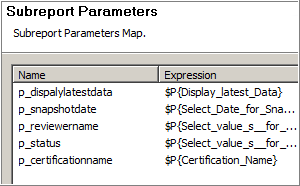 Subreport Parameters
Subreport Parameters Map.
Name Expression
p_dispalylatestdata $P{Display_latest_Data}
p_snapshotdate $P{Select_Date_for_Sna...
p_reviewername $P{Select_value_s__for_...
p_status $P{Select_value_s__for_...
p_certificationname $P{Certification_Name}